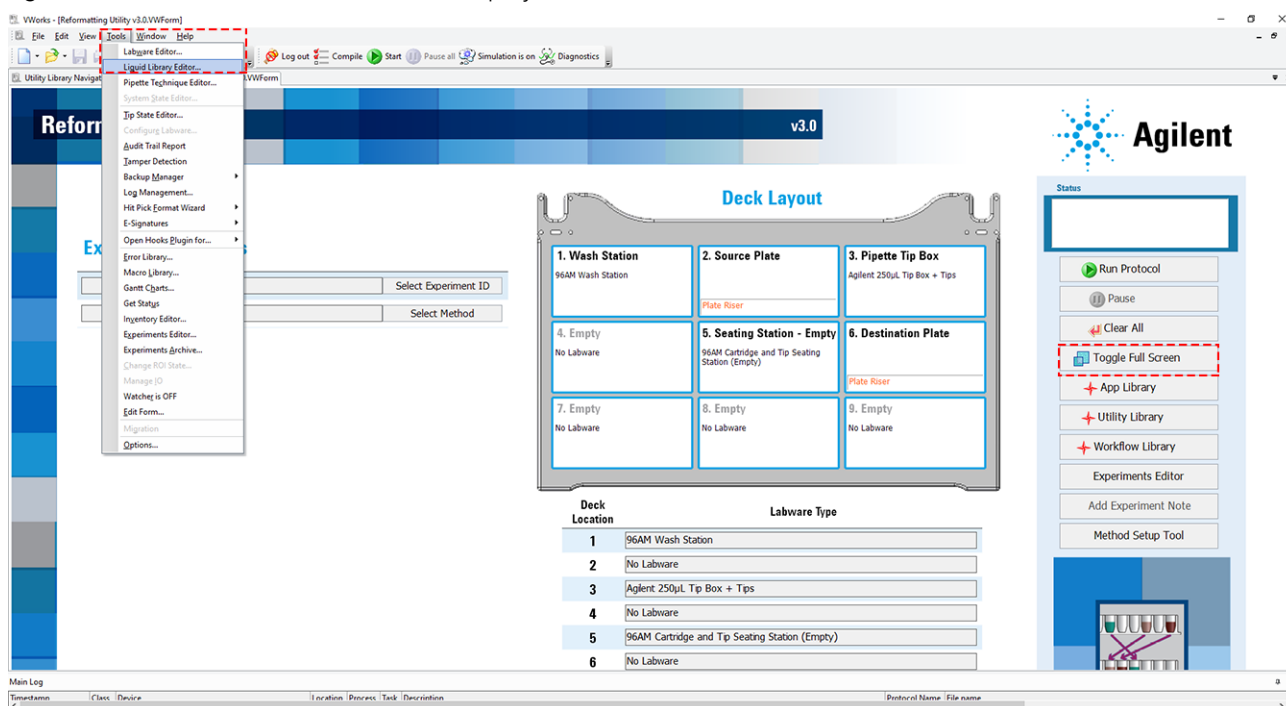 VWorks - [Reformatting Utility v3.0.VWForm]
File Edit View Tools Window Help
Log out Compile Start Pause all Simulation is on Diagnostics
Utility Library Navigat
.VWForm
Labware Editor...
Liquid Library Editor...
Pipette Technique Editor...
System State Editor...
Tip State Editor...
Configure Labware...
Audit Trail Report
Tamper Detection
Backup Manager
Log Management...
Hit Pick Format Wizard
E-Signatures
Open Hooks Plugin for...
Error Library...
Macro Library...
Gantt Charts...
Get Status
Inventory Editor...
Experiments Editor...
Experiments Archive...
Change ROI State...
Manage IO
Watcher is OFF
Edit Form...
Migration
Options...
Reforr
v3.0
Agilent
Ex
Select Experiment ID
Select Method
Deck Layout
1. Wash Station
96AM Wash Station
2. Source Plate
Plate Riser
3. Pipette Tip Box
Agilent 250µL Tip Box + Tips
4. Empty
No Labware
5. Seating Station - Empty
96AM Cartridge and Tip Seating
Station (Empty)
6. Destination Plate
Plate Riser
7. Empty
No Labware
8. Empty
No Labware
9. Empty
No Labware
Deck
Location
Labware Type
1 96AM Wash Station
2 No Labware
3 Agilent 250µL Tip Box + Tips
4 No Labware
5 96AM Cartridge and Tip Seating Station (Empty)
6 No Labware
Status
Run Protocol
Pause
Clear All
Toggle Full Screen
App Library
Utility Library
Workflow Library
Experiments Editor
Add Experiment Note
Method Setup Tool
Main Log
Timestamp Class Device Location Process Task Description Protocol Name File name